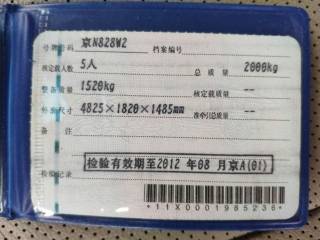 号牌号码 京N828W2 档案编号
核定载人数 5人 总质量 2000kg
整备质量 1520kg 核定载质量 --
外廓尺寸 4825×1820×1485mm 准牵引总质量 --
备注
检验有效期至2012 年08 月京A(01)
检验记录
*11X0001985236*